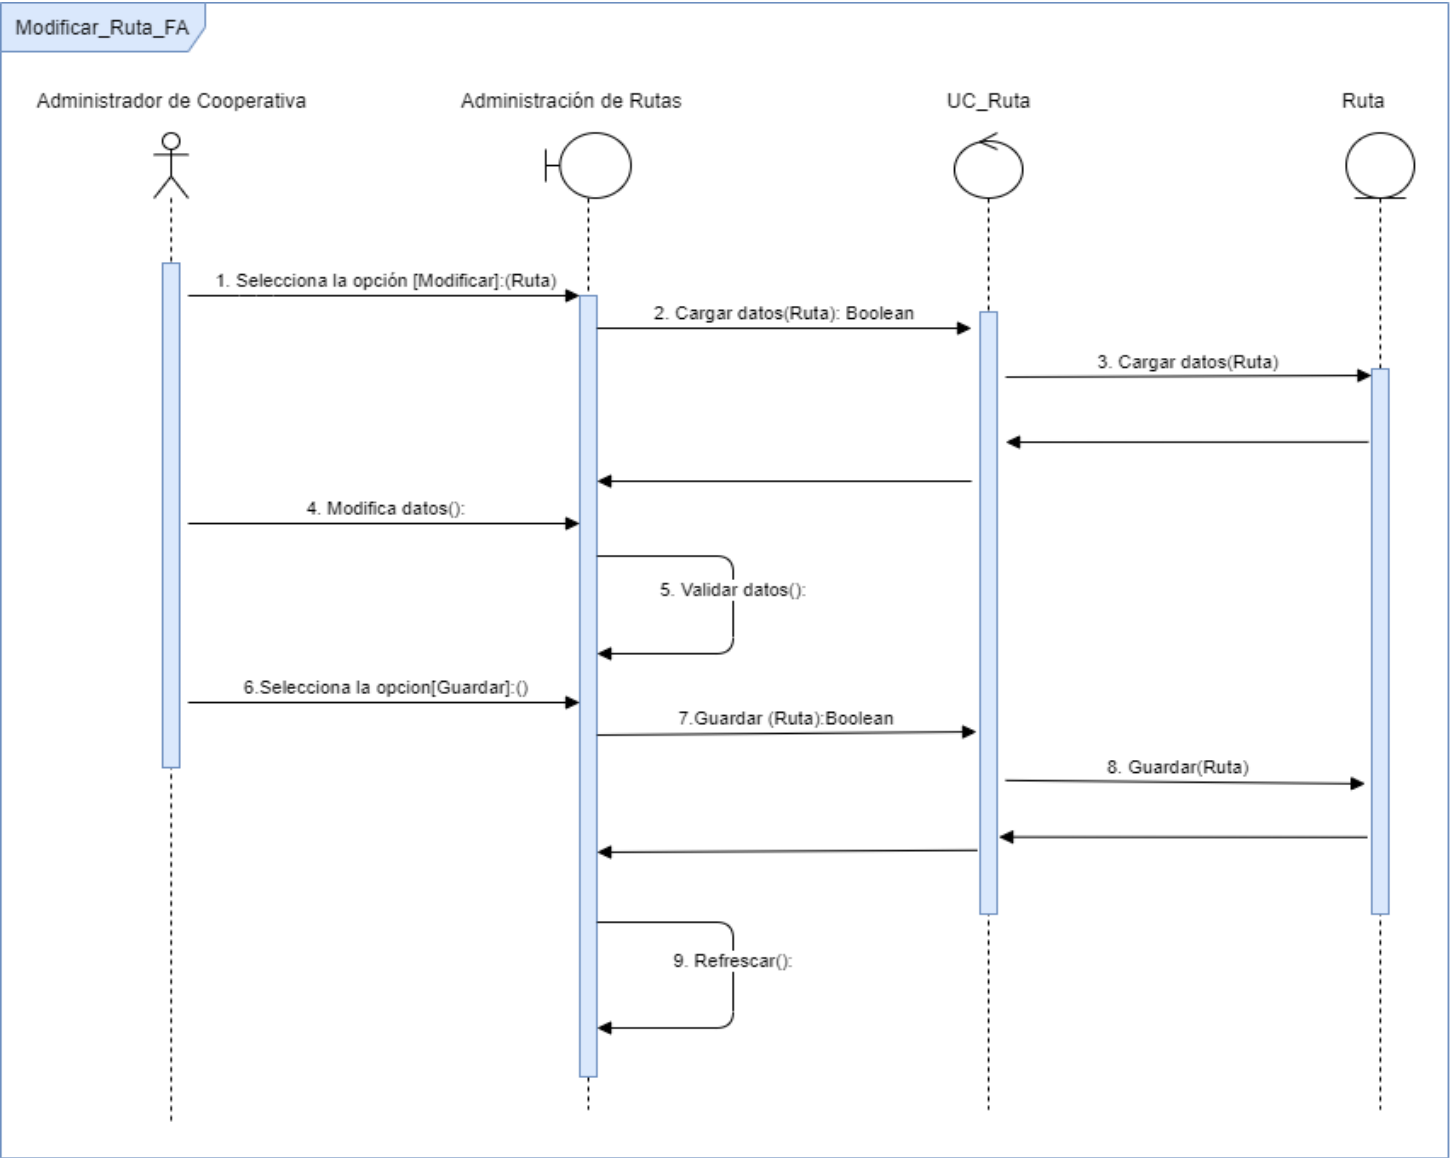 Modificar_Ruta_FA
Administrador de Cooperativa
Administración de Rutas
UC_Ruta
Ruta
1. Selecciona la opción [Modificar]:(Ruta)
2. Cargar datos(Ruta): Boolean
3. Cargar datos(Ruta)
4. Modifica datos():
5. Validar datos():
6.Selecciona la opcion[Guardar]:()
7.Guardar (Ruta):Boolean
8. Guardar(Ruta)
9. Refrescar():